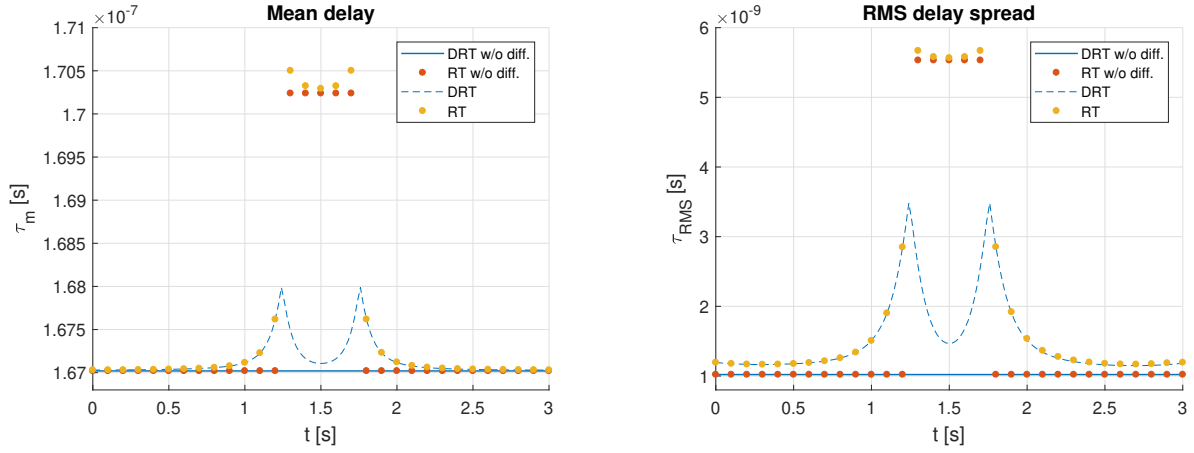 Mean delay
×10⁻⁷
1.71
1.705
1.7
1.695
1.69
1.685
1.68
1.675
1.67
τm [s]
DRT w/o diff.
RT w/o diff.
DRT
RT
0 0.5 1 1.5 2 2.5 3
t [s]
RMS delay spread
×10⁻⁹
6
5
4
3
2
1
τRMS [s]
DRT w/o diff.
RT w/o diff.
DRT
RT
0 0.5 1 1.5 2 2.5 3
t [s]